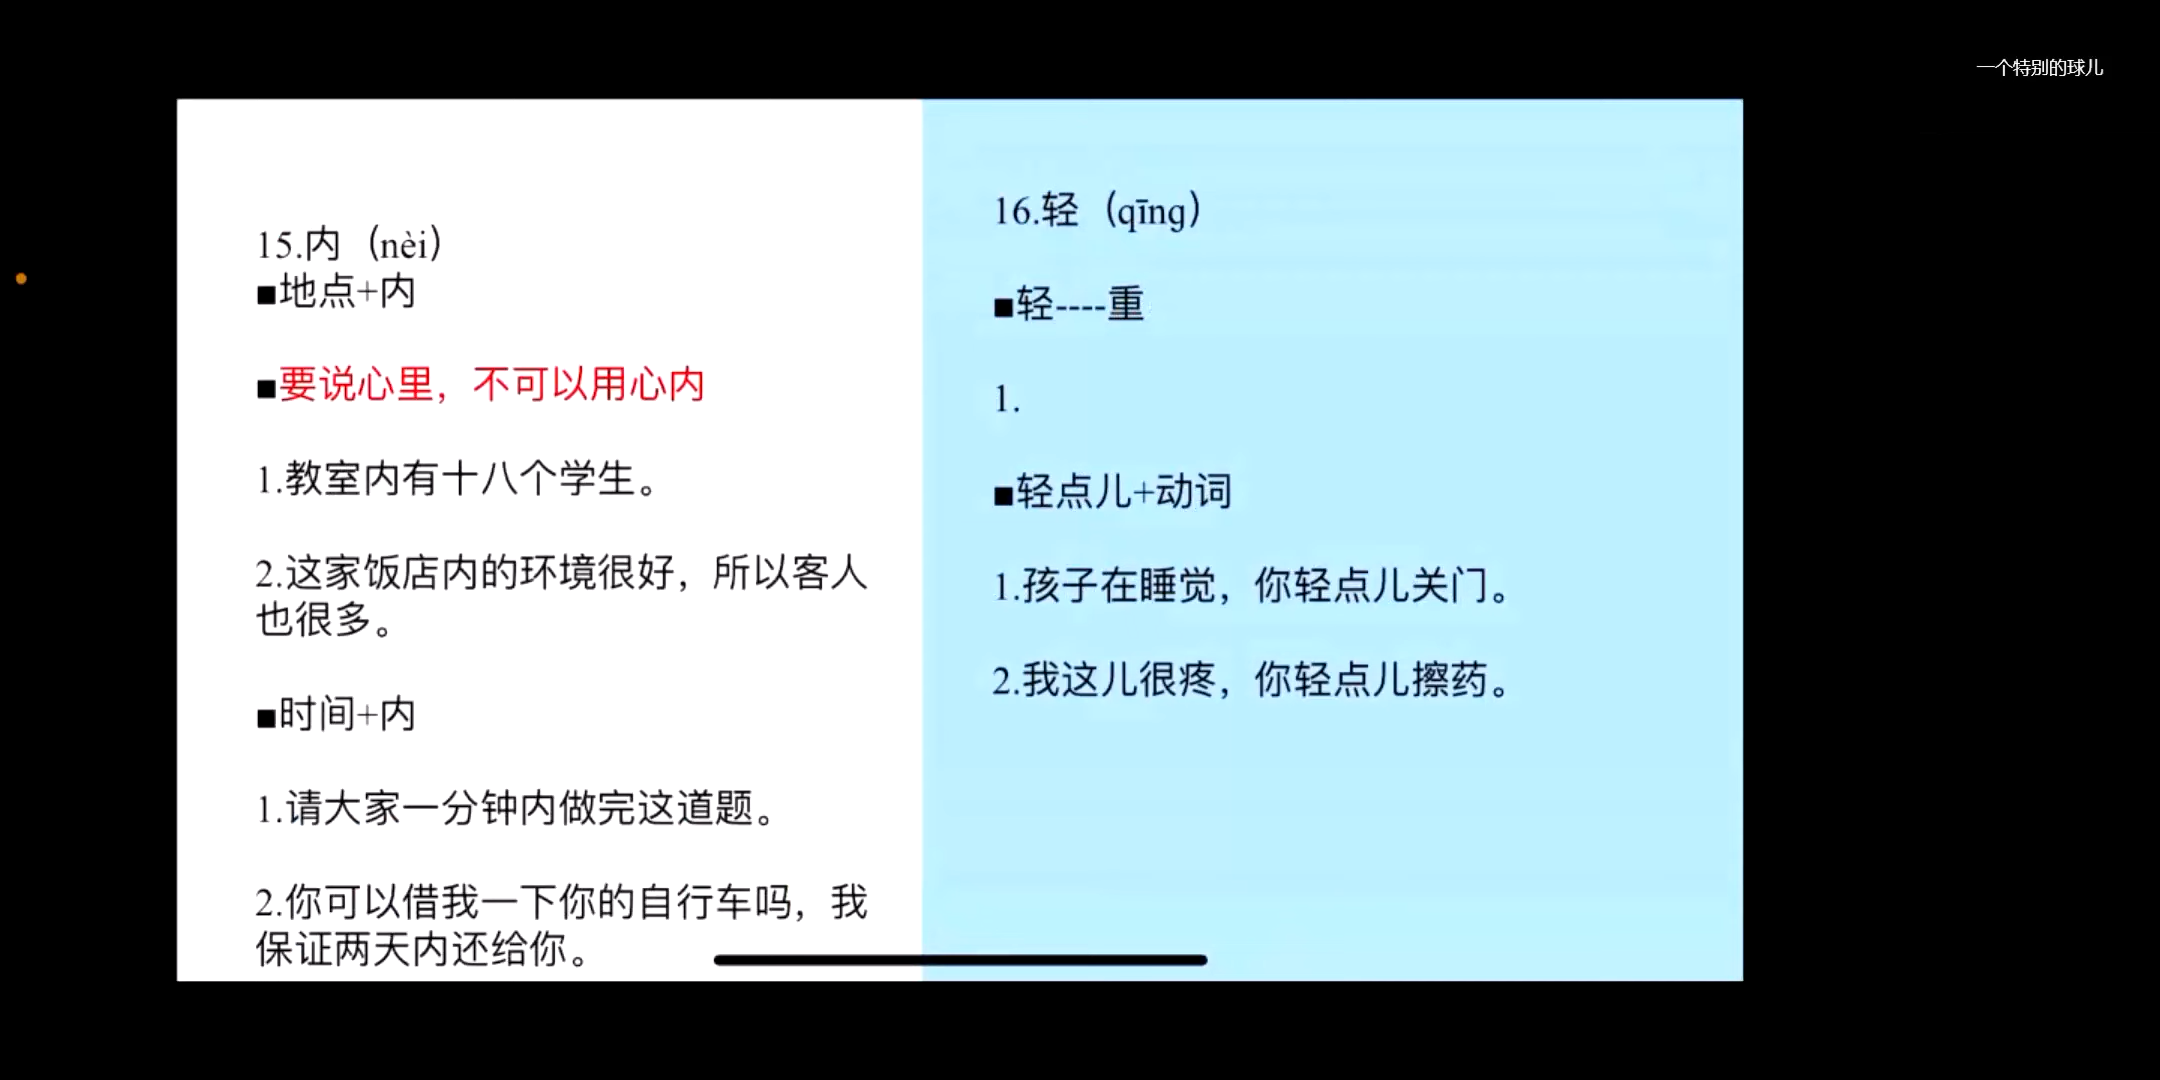 一个特别的球儿
15.内（nèi）
■地点+内
■要说心里，不可以用心内
1.教室内有十八个学生。
2.这家饭店内的环境很好，所以客人
也很多。
■时间+内
1.请大家一分钟内做完这道题。
2.你可以借我一下你的自行车吗，我
保证两天内还给你。
16.轻（qīng）
■轻----重
1.
■轻点儿+动词
1.孩子在睡觉，你轻点儿关门。
2.我这儿很疼，你轻点儿擦药。